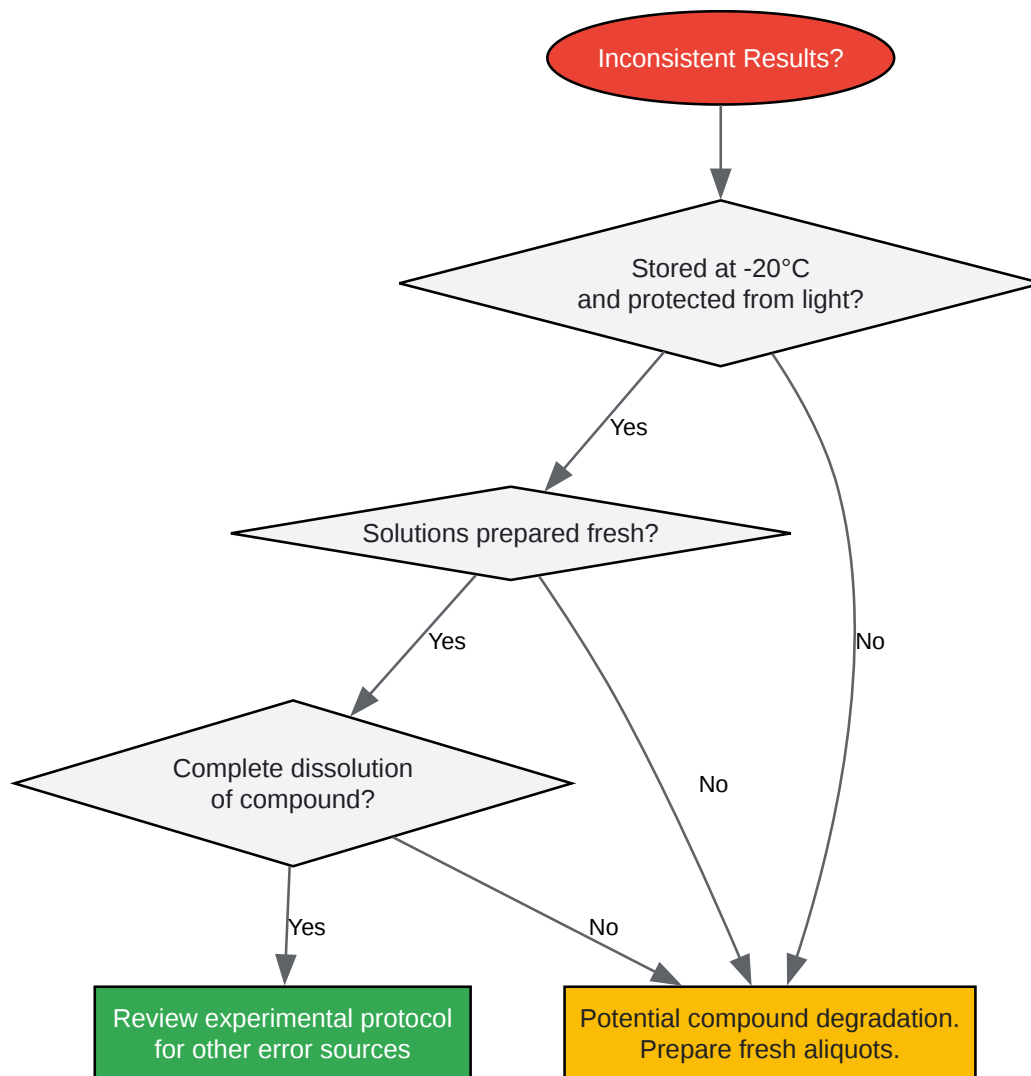 Inconsistent Results?
Stored at -20°C
and protected from light?
Yes
Solutions prepared fresh?
Yes
No
Complete dissolution
of compound?
No
Yes
No
Review experimental protocol
for other error sources
Potential compound degradation.
Prepare fresh aliquots.